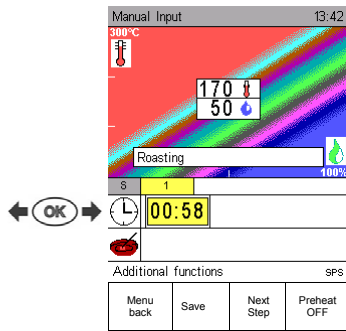 Manual Input 13:42
300°C
170
50
Roasting
100%
S 1
OK 00:58
Additional functions SPS
Menu back Save Next Step Preheat OFF